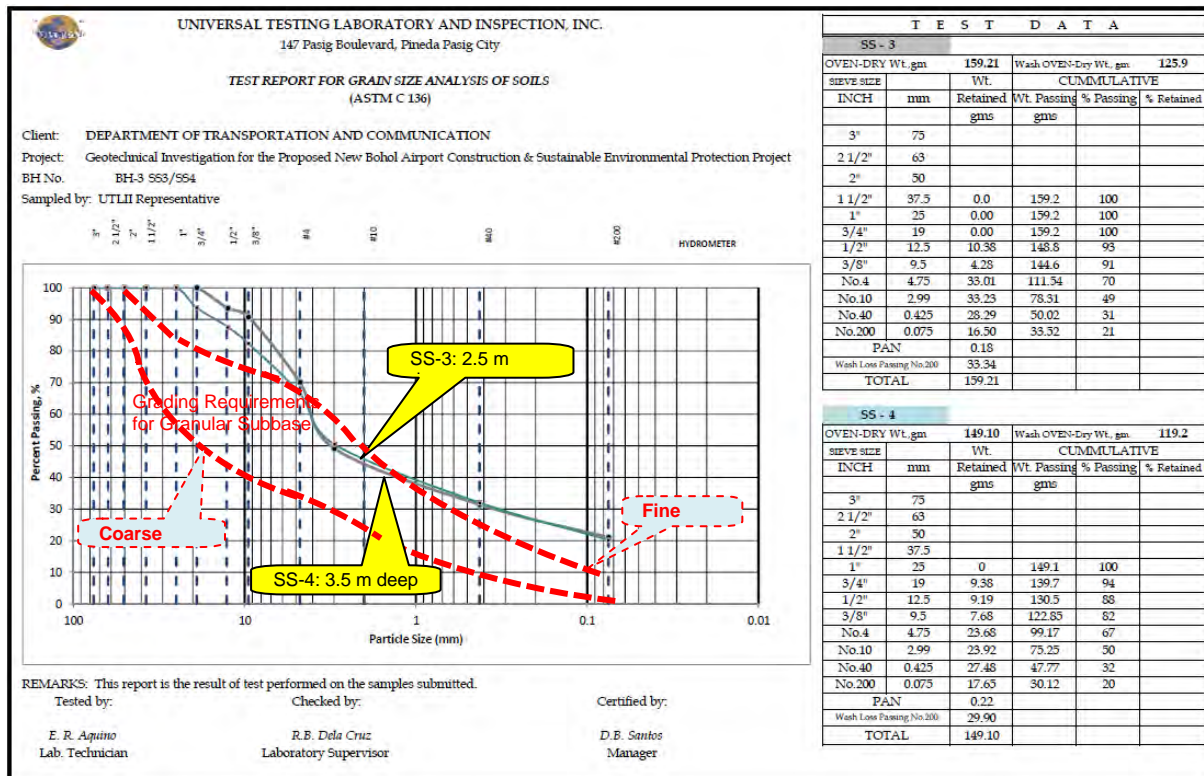 UNIVERSAL TESTING LABORATORY AND INSPECTION, INC.
147 Pasig Boulevard, Pineda Pasig City
TEST REPORT FOR GRAIN SIZE ANALYSIS OF SOILS
(ASTM C 136)
Client: DEPARTMENT OF TRANSPORTATION AND COMMUNICATION
Project: Geotechnical Investigation for the Proposed New Bohol Airport Construction & Sustainable Environmental Protection Project
BH No. BH-3 SS3/SS4
Sampled by: UTLII Representative
3" 2 1/2" 2" 1 1/2" 1" 3/4" 1/2" 3/8" #4 #10 #40 #200 HYDROMETER
100
90
80
70
60
50
40
30
20
10
0
Percent Passing, %
SS-3: 2.5 m
Grading Requirements
for Granular Subbase
Coarse
Fine
SS-4: 3.5 m deep
100 10 1 0.1 0.01
Particle Size (mm)
REMARKS: This report is the result of test performed on the samples submitted.
Tested by: Checked by: Certified by:
E. R. Aquino R.B. Dela Cruz D.B. Santos
Lab. Technician Laboratory Supervisor Manager
T E S T D A T A
SS - 3
OVEN-DRY Wt.,gm 159.21 Wash OVEN-Dry Wt., gm 125.9
SIEVE SIZE Wt. CUMMULATIVE
INCH mm Retained Wt. Passing % Passing % Retained
gms gms
3" 75
2 1/2" 63
2" 50
1 1/2" 37.5 0.0 159.2 100
1" 25 0.00 159.2 100
3/4" 19 0.00 159.2 100
1/2" 12.5 10.38 148.8 93
3/8" 9.5 4.28 144.6 91
No.4 4.75 33.01 111.54 70
No.10 2.99 33.23 78.31 49
No.40 0.425 28.29 50.02 31
No.200 0.075 16.50 33.52 21
PAN 0.18
Wash Loss Passing No.200 33.34
TOTAL 159.21
SS - 4
OVEN-DRY Wt.,gm 149.10 Wash OVEN-Dry Wt., gm 119.2
SIEVE SIZE Wt. CUMMULATIVE
INCH mm Retained Wt. Passing % Passing % Retained
gms gms
3" 75
2 1/2" 63
2" 50
1 1/2" 37.5
1" 25 0 149.1 100
3/4" 19 9.38 139.7 94
1/2" 12.5 9.19 130.5 88
3/8" 9.5 7.68 122.85 82
No.4 4.75 23.68 99.17 67
No.10 2.99 23.92 75.25 50
No.40 0.425 27.48 47.77 32
No.200 0.075 17.65 30.12 20
PAN 0.22
Wash Loss Passing No.200 29.90
TOTAL 149.10